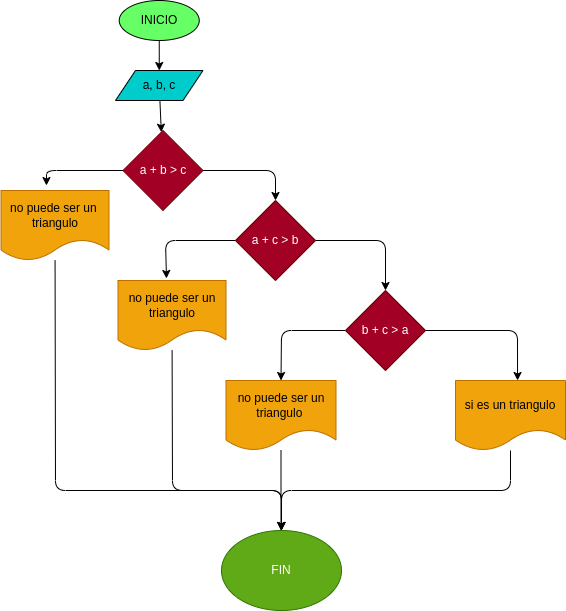 INICIO
a, b, c
a + b > c
no puede ser un
triangulo
a + c > b
no puede ser un
triangulo
b + c > a
no puede ser un
triangulo
si es un triangulo
FIN